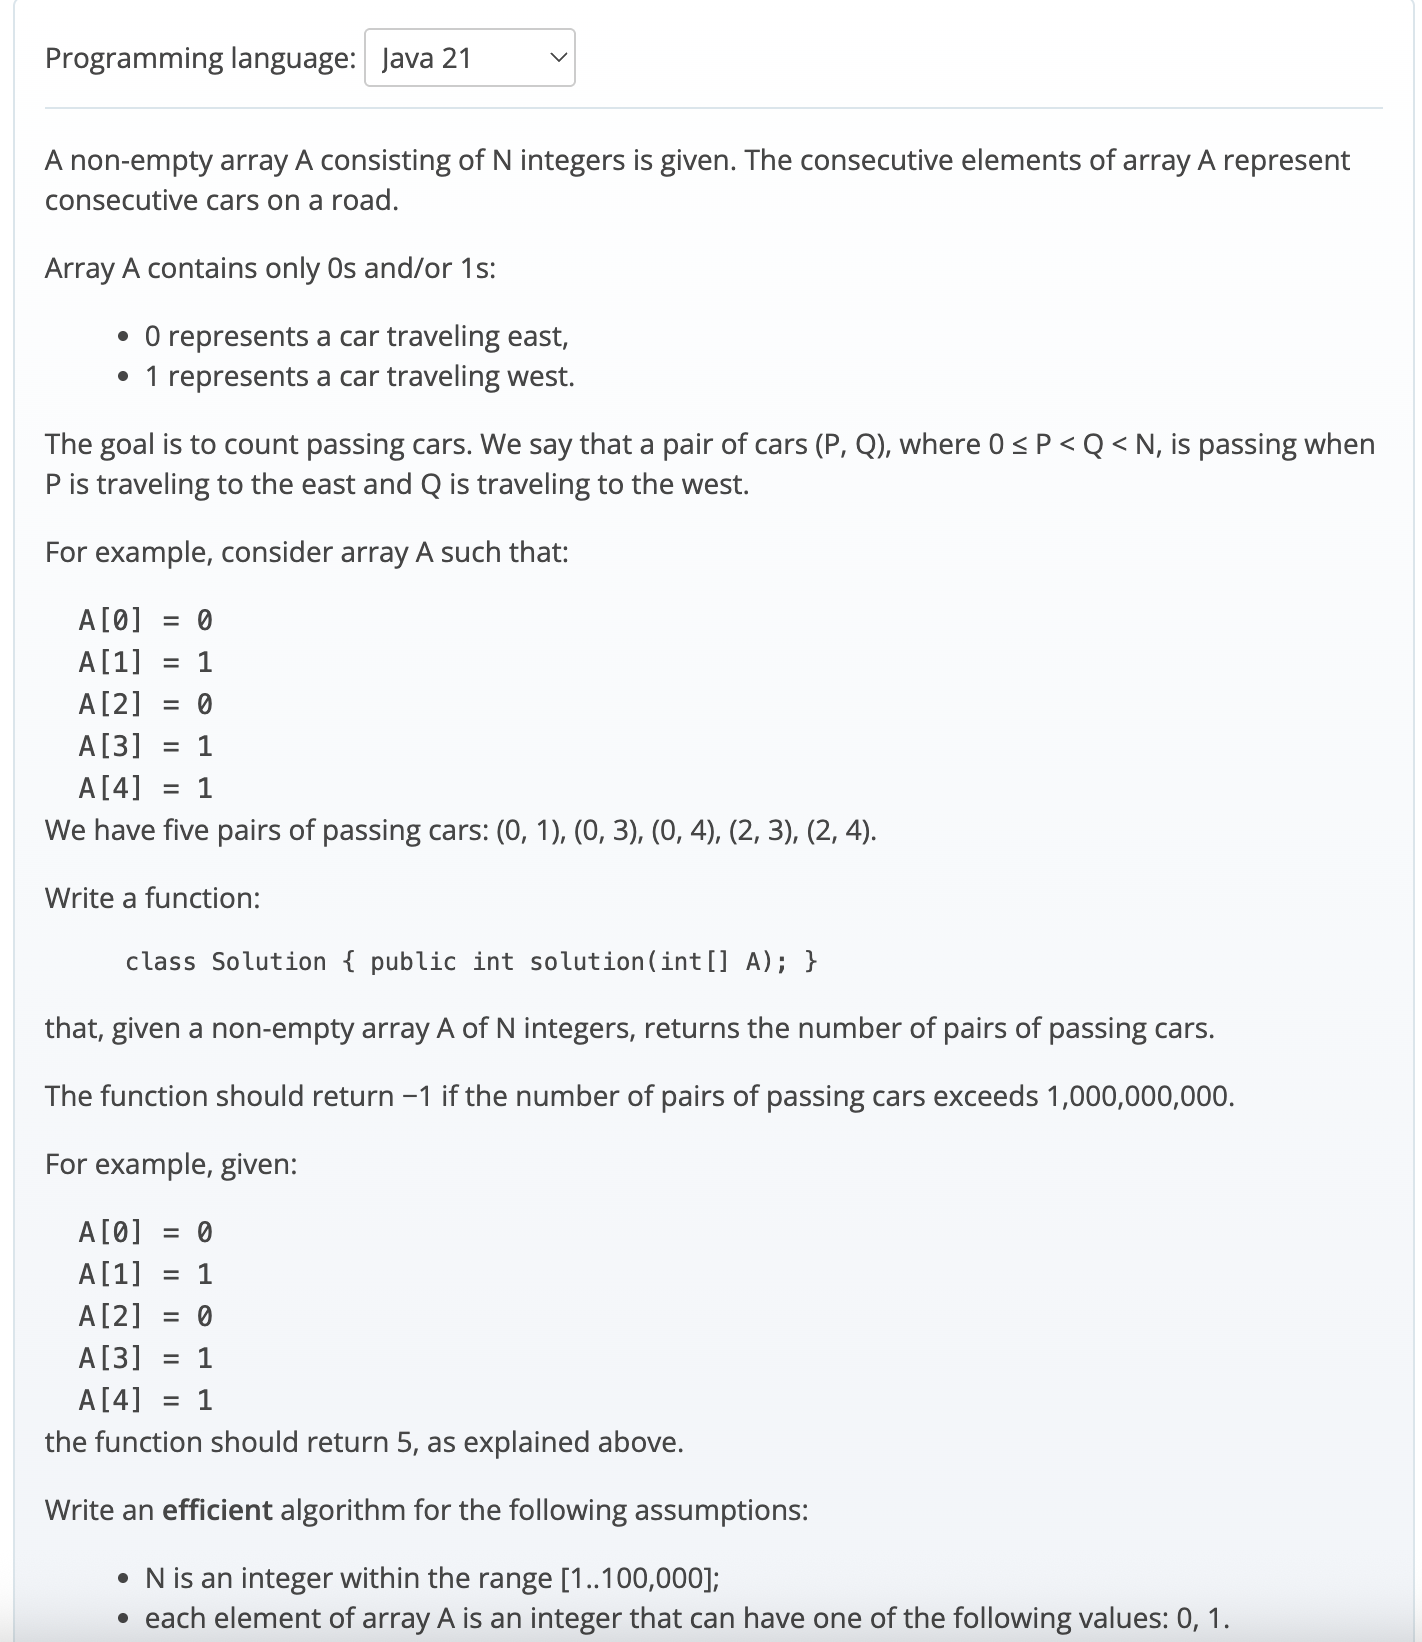 Programming language: Java 21
A non-empty array A consisting of N integers is given. The consecutive elements of array A represent
consecutive cars on a road.
Array A contains only 0s and/or 1s:
• 0 represents a car traveling east,
• 1 represents a car traveling west.
The goal is to count passing cars. We say that a pair of cars (P, Q), where 0 ≤ P < Q < N, is passing when
P is traveling to the east and Q is traveling to the west.
For example, consider array A such that:
A[0] = 0
A[1] = 1
A[2] = 0
A[3] = 1
A[4] = 1
We have five pairs of passing cars: (0, 1), (0, 3), (0, 4), (2, 3), (2, 4).
Write a function:
class Solution { public int solution(int[] A); }
that, given a non-empty array A of N integers, returns the number of pairs of passing cars.
The function should return −1 if the number of pairs of passing cars exceeds 1,000,000,000.
For example, given:
A[0] = 0
A[1] = 1
A[2] = 0
A[3] = 1
A[4] = 1
the function should return 5, as explained above.
Write an efficient algorithm for the following assumptions:
• N is an integer within the range [1..100,000];
• each element of array A is an integer that can have one of the following values: 0, 1.